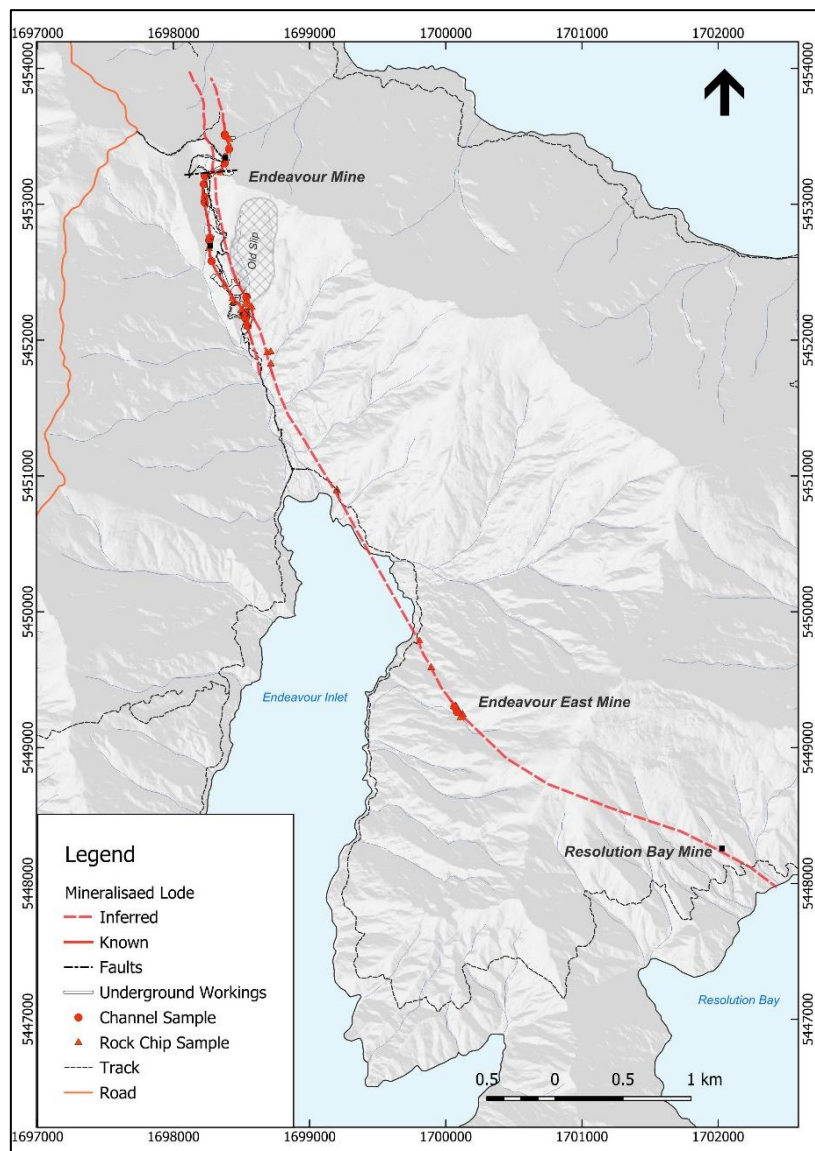 1697000 1698000 1699000 1700000 1701000 1702000
5454000
5454000
Endeavour Mine
5453000
5453000
Old Slip
5452000
5452000
5451000
5451000
5450000
5450000
Endeavour Inlet
Endeavour East Mine
5449000
5449000
Resolution Bay Mine
5448000
5448000
Resolution Bay
5447000
5447000
Legend
Mineralisaed Lode
Inferred
Known
Faults
Underground Workings
Channel Sample
Rock Chip Sample
Track
Road
0.5 0 0.5 1 km
1697000 1698000 1699000 1700000 1701000 1702000